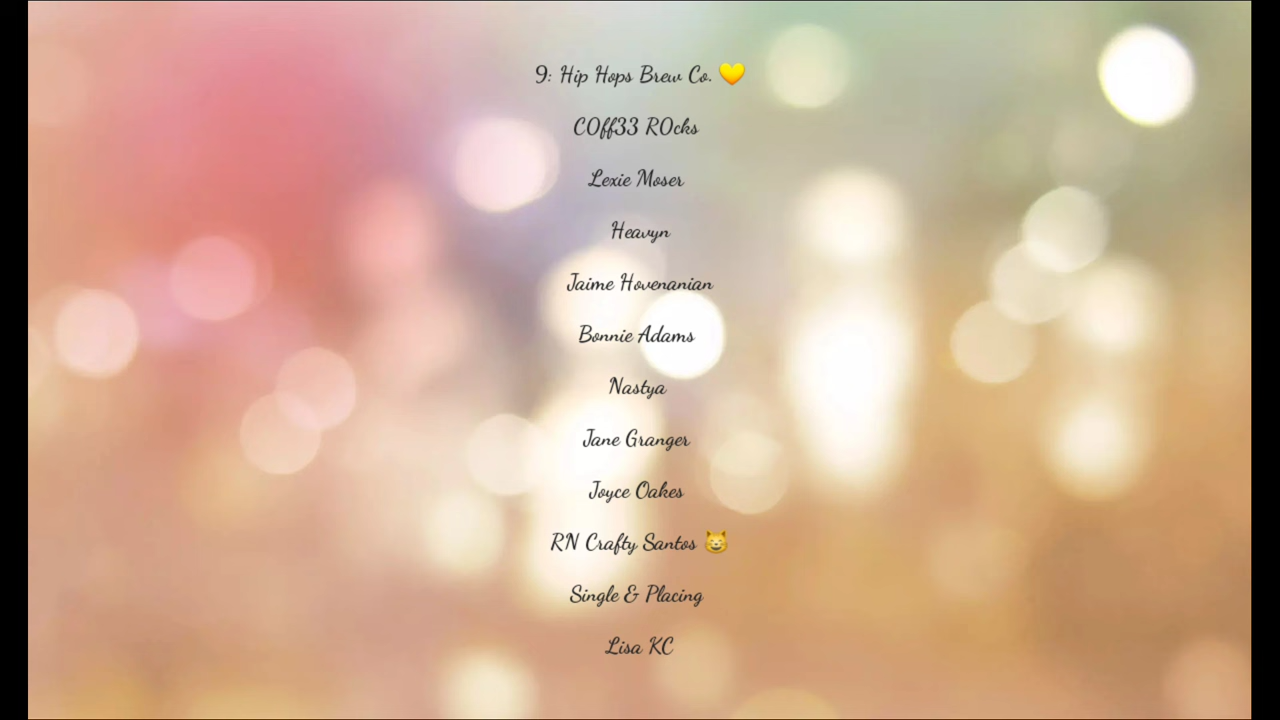 9: Hip Hops Brew Co. 💛
COff33 ROcks
Lexie Moser
Heavyn
Jaime Hovenanian
Bonnie Adams
Nastya
Jane Granger
Joyce Oakes
RN Crafty Santos 😺
Single & Placing
Lisa KC